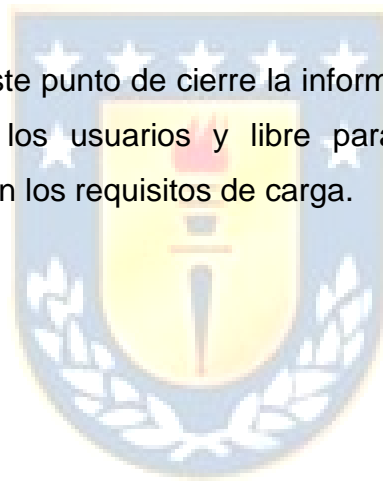 ste punto de cierre la inform
los usuarios y libre para
n los requisitos de carga.